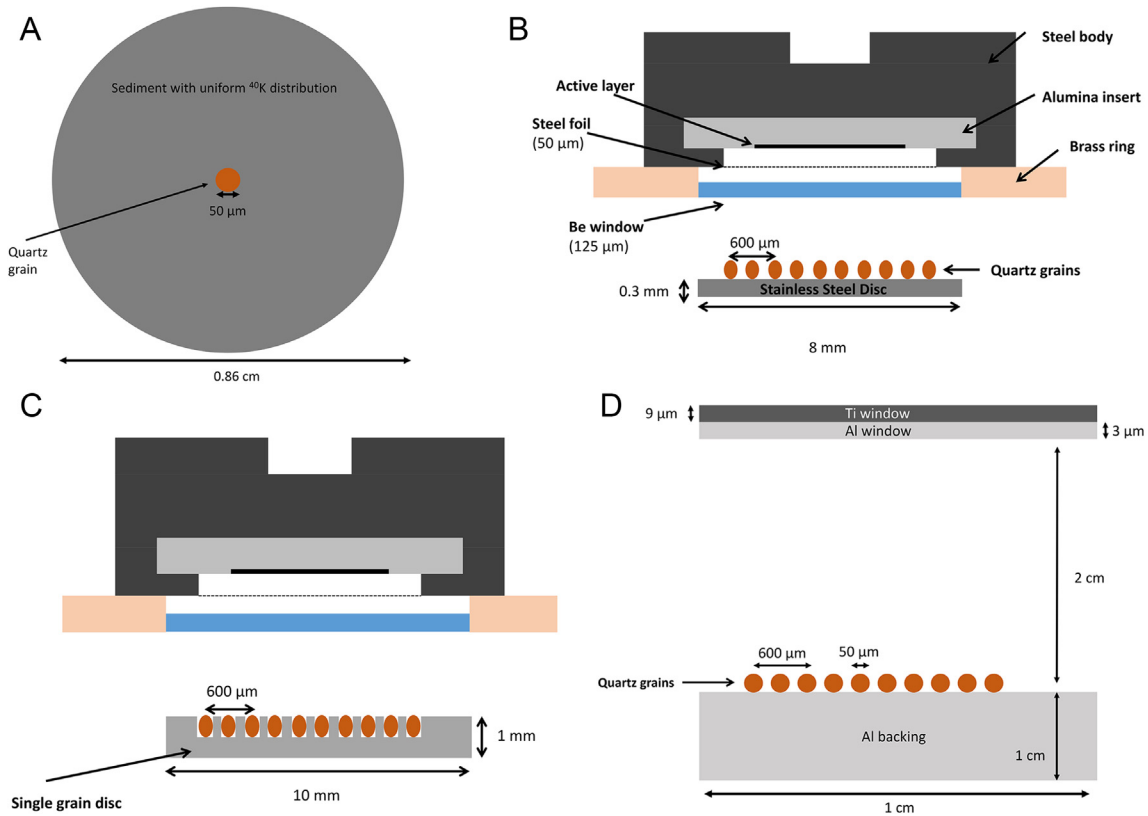 A
Sediment with uniform ⁴⁰K distribution
50 µm
Quartz
grain
0.86 cm
B
Steel body
Active layer
Alumina insert
Steel foil
(50 µm)
Brass ring
Be window
(125 µm)
600 µm
Quartz grains
0.3 mm
Stainless Steel Disc
8 mm
C
600 µm
1 mm
Single grain disc
10 mm
D
9 µm
Ti window
Al window
3 µm
2 cm
600 µm
50 µm
Quartz grains
Al backing
1 cm
1 cm